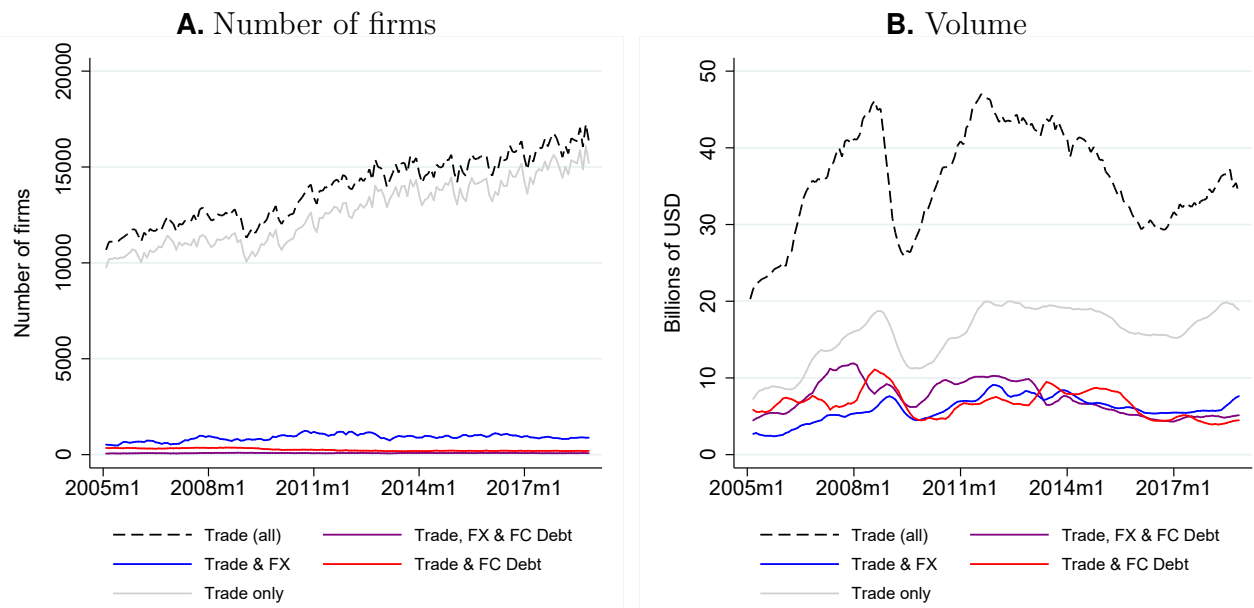 A. Number of firms
Number of firms
20000
15000
10000
5000
0
2005m1 2008m1 2011m1 2014m1 2017m1
Trade (all) Trade, FX & FC Debt
Trade & FX Trade & FC Debt
Trade only
B. Volume
Billions of USD
50
40
30
20
10
0
2005m1 2008m1 2011m1 2014m1 2017m1
Trade (all) Trade, FX & FC Debt
Trade & FX Trade & FC Debt
Trade only